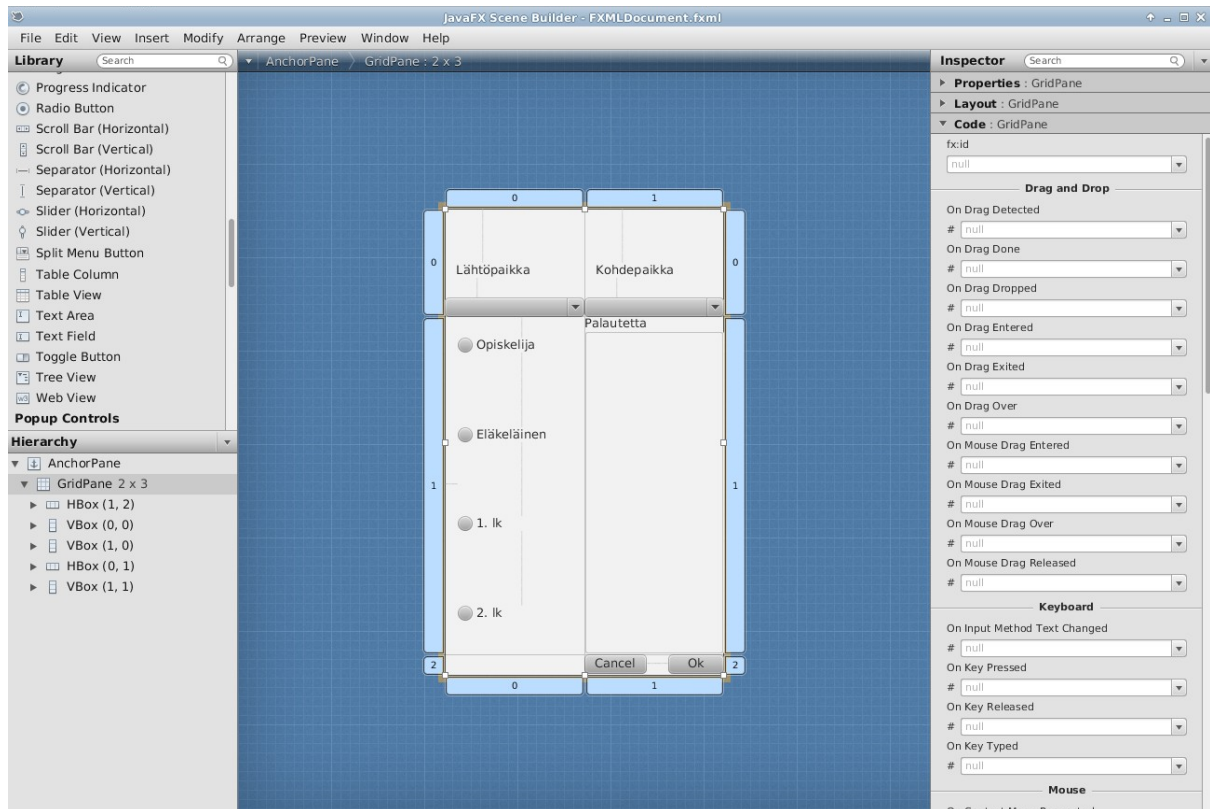 JavaFX Scene Builder - FXMLDocument.fxml
File Edit View Insert Modify Arrange Preview Window Help
Library Search
Progress Indicator
Radio Button
Scroll Bar (Horizontal)
Scroll Bar (Vertical)
Separator (Horizontal)
Separator (Vertical)
Slider (Horizontal)
Slider (Vertical)
Split Menu Button
Table Column
Table View
Text Area
Text Field
Toggle Button
Tree View
Web View
Popup Controls
Hierarchy
AnchorPane
GridPane 2 x 3
HBox (1, 2)
VBox (0, 0)
VBox (1, 0)
HBox (0, 1)
VBox (1, 1)
AnchorPane GridPane : 2 x 3
0 1
0 Lähtöpaikka Kohdepaikka 0
Palautetta
Opiskelija
Eläkeläinen
1 1
1. lk
2. lk
2 Cancel Ok 2
0 1
Inspector Search
Properties : GridPane
Layout : GridPane
Code : GridPane
fx:id
null
Drag and Drop
On Drag Detected
# null
On Drag Done
# null
On Drag Dropped
# null
On Drag Entered
# null
On Drag Exited
# null
On Drag Over
# null
On Mouse Drag Entered
# null
On Mouse Drag Exited
# null
On Mouse Drag Over
# null
On Mouse Drag Released
# null
Keyboard
On Input Method Text Changed
# null
On Key Pressed
# null
On Key Released
# null
On Key Typed
# null
Mouse